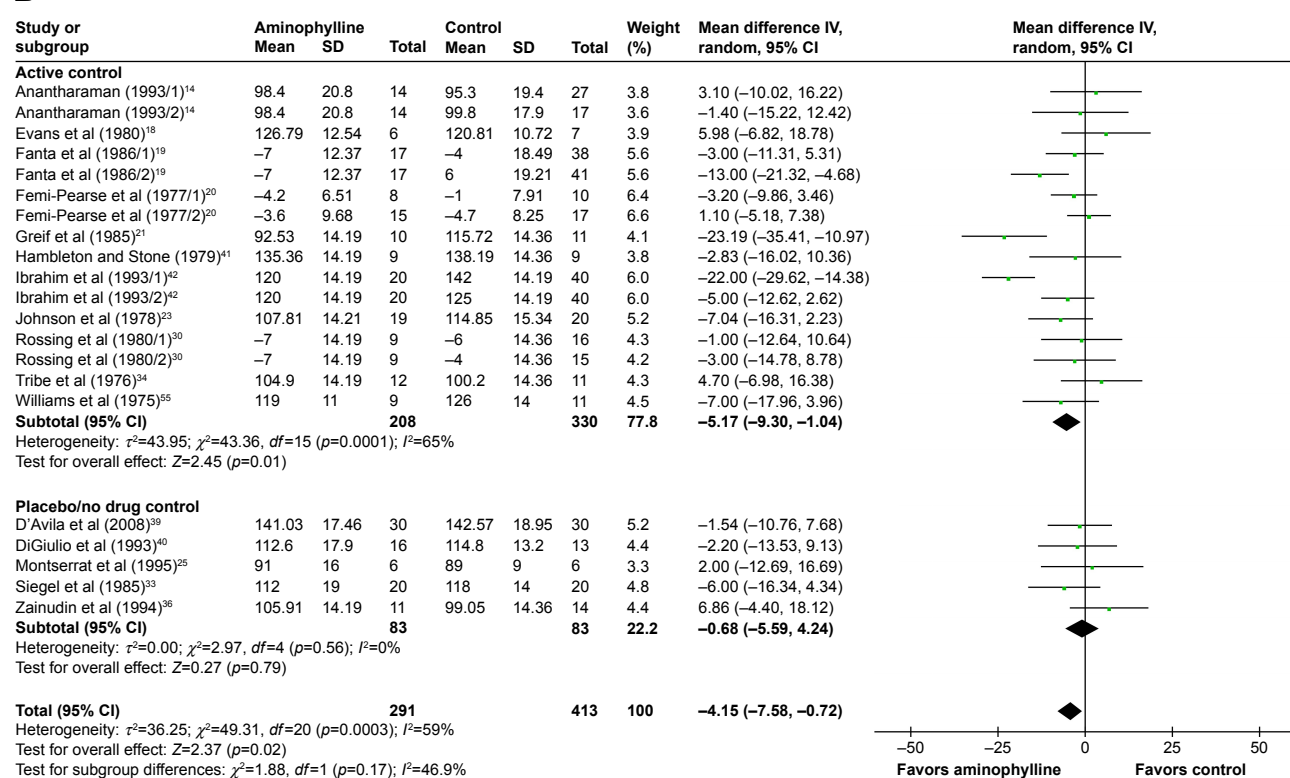 Study or subgroup Aminophylline Control Weight (%) Mean difference IV, random, 95% CI Mean difference IV, random, 95% CI
Mean SD Total Mean SD Total
Active control
Anantharaman (1993/1)14 98.4 20.8 14 95.3 19.4 27 3.8 3.10 (–10.02, 16.22)
Anantharaman (1993/2)14 98.4 20.8 14 99.8 17.9 17 3.6 –1.40 (–15.22, 12.42)
Evans et al (1980)18 126.79 12.54 6 120.81 10.72 7 3.9 5.98 (–6.82, 18.78)
Fanta et al (1986/1)19 –7 12.37 17 –4 18.49 38 5.6 –3.00 (–11.31, 5.31)
Fanta et al (1986/2)19 –7 12.37 17 6 19.21 41 5.6 –13.00 (–21.32, –4.68)
Femi-Pearse et al (1977/1)20 –4.2 6.51 8 –1 7.91 10 6.4 –3.20 (–9.86, 3.46)
Femi-Pearse et al (1977/2)20 –3.6 9.68 15 –4.7 8.25 17 6.6 1.10 (–5.18, 7.38)
Greif et al (1985)21 92.53 14.19 10 115.72 14.36 11 4.1 –23.19 (–35.41, –10.97)
Hambleton and Stone (1979)41 135.36 14.19 9 138.19 14.36 9 3.8 –2.83 (–16.02, 10.36)
Ibrahim et al (1993/1)42 120 14.19 20 142 14.19 40 6.0 –22.00 (–29.62, –14.38)
Ibrahim et al (1993/2)42 120 14.19 20 125 14.19 40 6.0 –5.00 (–12.62, 2.62)
Johnson et al (1978)23 107.81 14.21 19 114.85 15.34 20 5.2 –7.04 (–16.31, 2.23)
Rossing et al (1980/1)30 –7 14.19 9 –6 14.36 16 4.3 –1.00 (–12.64, 10.64)
Rossing et al (1980/2)30 –7 14.19 9 –4 14.36 15 4.2 –3.00 (–14.78, 8.78)
Tribe et al (1976)34 104.9 14.19 12 100.2 14.36 11 4.3 4.70 (–6.98, 16.38)
Williams et al (1975)55 119 11 9 126 14 11 4.5 –7.00 (–17.96, 3.96)
Subtotal (95% CI) 208 330 77.8 –5.17 (–9.30, –1.04)
Heterogeneity: τ²=43.95; χ²=43.36, df=15 (p=0.0001); I²=65%
Test for overall effect: Z=2.45 (p=0.01)
Placebo/no drug control
D'Avila et al (2008)39 141.03 17.46 30 142.57 18.95 30 5.2 –1.54 (–10.76, 7.68)
DiGiulio et al (1993)40 112.6 17.9 16 114.8 13.2 13 4.4 –2.20 (–13.53, 9.13)
Montserrat et al (1995)25 91 16 6 89 9 6 3.3 2.00 (–12.69, 16.69)
Siegel et al (1985)33 112 19 20 118 14 20 4.8 –6.00 (–16.34, 4.34)
Zainudin et al (1994)36 105.91 14.19 11 99.05 14.36 14 4.4 6.86 (–4.40, 18.12)
Subtotal (95% CI) 83 83 22.2 –0.68 (–5.59, 4.24)
Heterogeneity: τ²=0.00; χ²=2.97, df=4 (p=0.56); I²=0%
Test for overall effect: Z=0.27 (p=0.79)
Total (95% CI) 291 413 100 –4.15 (–7.58, –0.72)
Heterogeneity: τ²=36.25; χ²=49.31, df=20 (p=0.0003); I²=59%
Test for overall effect: Z=2.37 (p=0.02)
Test for subgroup differences: χ²=1.88, df=1 (p=0.17); I²=46.9%
–50 –25 0 25 50
Favors aminophylline Favors control